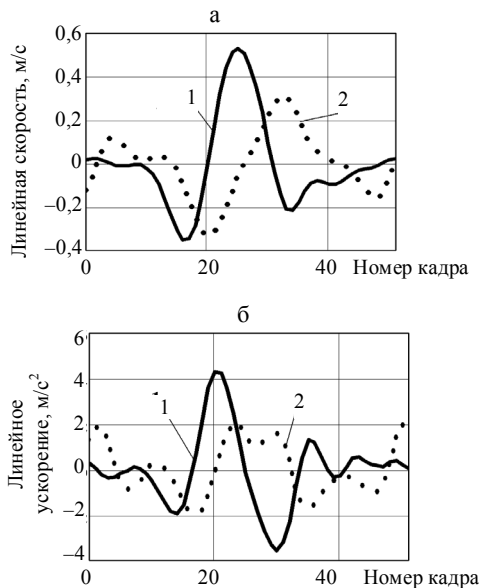 а
Линейная скорость, м/с
0,6
0,4
0,2
0
–0,2
–0,4
1
2
0 20 40 Номер кадра
б
Линейное
ускорение, м/с²
6
4
2
0
–2
–4
1
2
0 20 40 Номер кадра